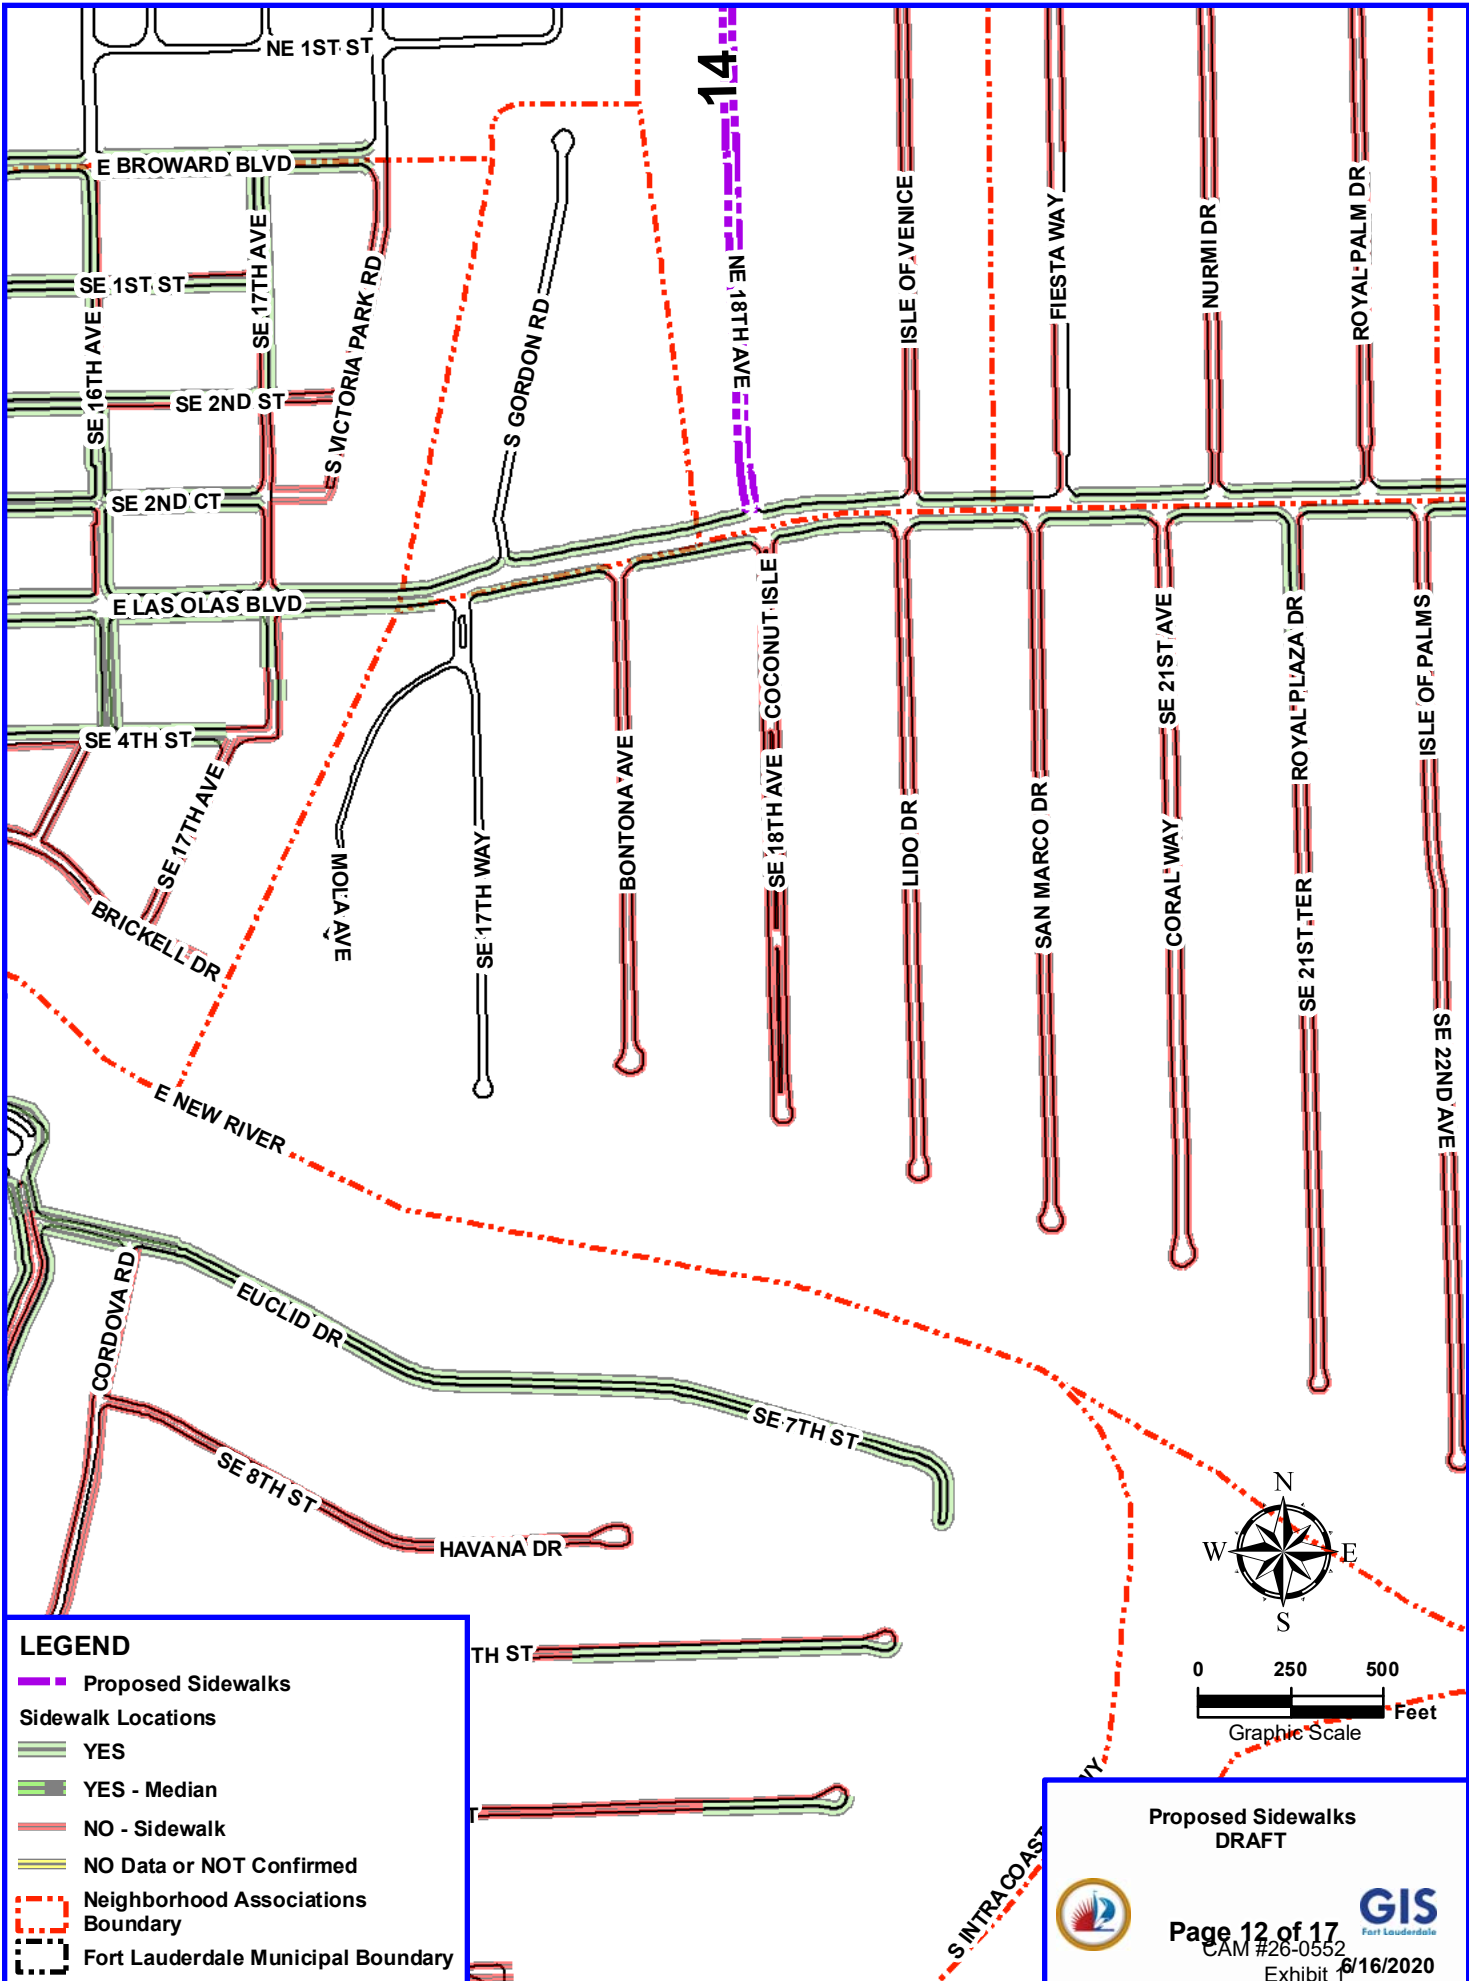 NE 1ST ST
14
E BROWARD BLVD
SE 1ST ST
SE 16TH AVE
SE 17TH AVE
S VICTORIA PARK RD
SE 2ND ST
SE 2ND CT
S GORDON RD
NE 18TH AVE
ISLE OF VENICE
FIESTA WAY
NURMI DR
ROYAL PALM DR
E LAS OLAS BLVD
SE 4TH ST
SE 17TH AVE
BRICKELL DR
MOLA AVE
SE 17TH WAY
BONTONA AVE
COCONUT ISLE
SE 18TH AVE
LIDO DR
SAN MARCO DR
SE 21ST AVE
CORAL WAY
ROYAL PLAZA DR
SE 21ST TER
ISLE OF PALMS
SE 22ND AVE
E NEW RIVER
CORDOVA RD
EUCLID DR
SE 7TH ST
SE 8TH ST
HAVANA DR
TH ST
T
S INTRACOAST
WY
N
W
E
S
0 250 500
Feet
Graphic Scale
LEGEND
Proposed Sidewalks
Sidewalk Locations
YES
YES - Median
NO - Sidewalk
NO Data or NOT Confirmed
Neighborhood Associations
Boundary
Fort Lauderdale Municipal Boundary
Proposed Sidewalks
DRAFT
GIS
Fort Lauderdale
Page 12 of 17
CAM #26-0552
Exhibit 1
6/16/2020